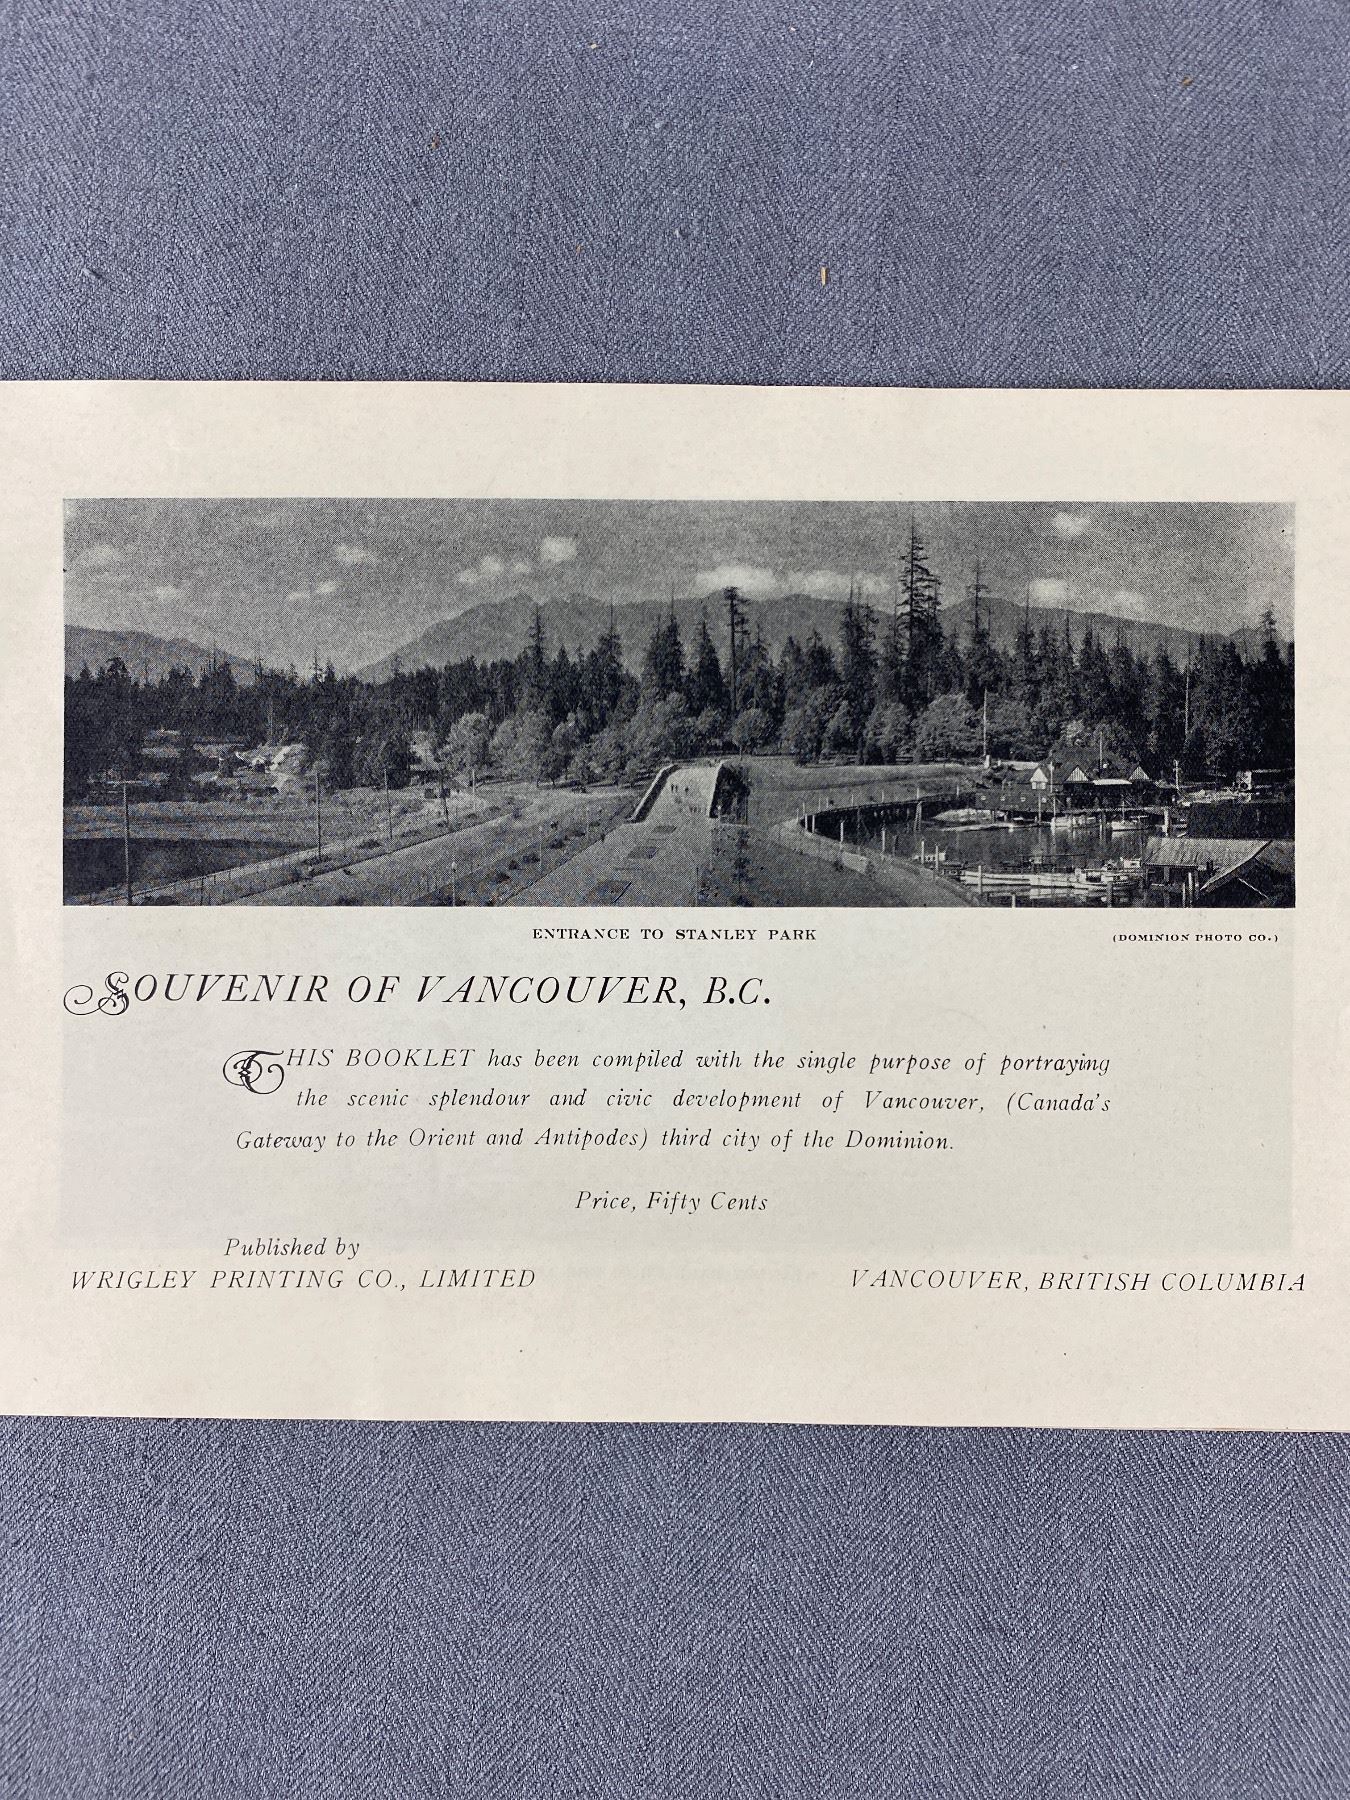 ENTRANCE TO STANLEY PARK
(DOMINION PHOTO CO.)
SOUVENIR OF VANCOUVER, B.C.
THIS BOOKLET has been compiled with the single purpose of portraying
the scenic splendour and civic development of Vancouver, (Canada's
Gateway to the Orient and Antipodes) third city of the Dominion.
Price, Fifty Cents
Published by
WRIGLEY PRINTING CO., LIMITED
VANCOUVER, BRITISH COLUMBIA